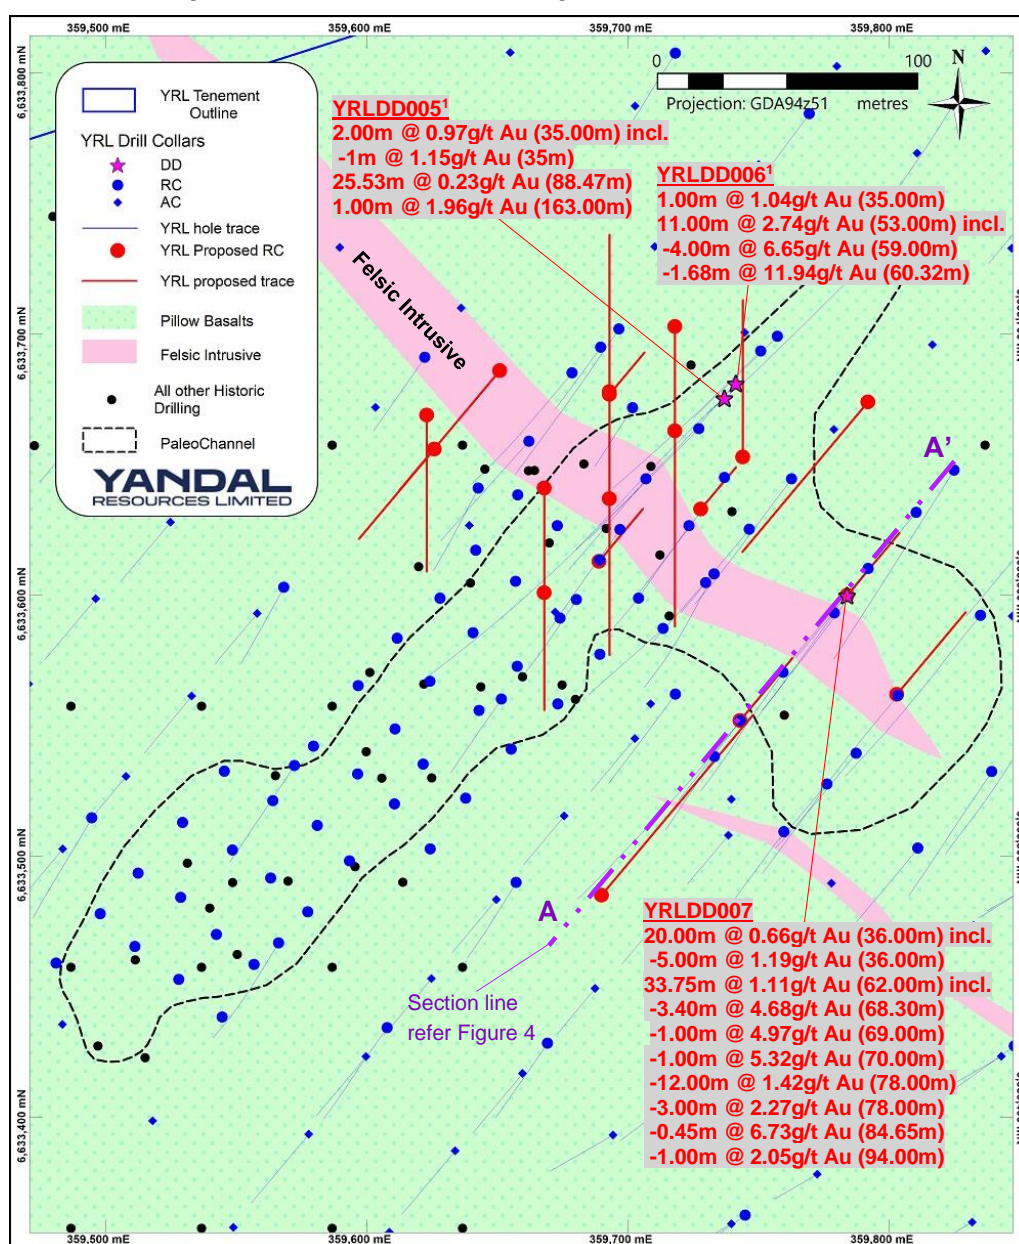 359,500 mE
359,600 mE
359,700 mE
359,800 mE
6,633,800 mN
6,633,700 mN
6,633,600 mN
6,633,500 mN
6,633,400 mN
YRL Tenement
Outline
YRL Drill Collars
DD
RC
AC
YRL hole trace
YRL Proposed RC
YRL proposed trace
Pillow Basalts
Felsic Intrusive
All other Historic
Drilling
PaleoChannel
YANDAL
RESOURCES LIMITED
0
100
Projection: GDA94z51 metres
N
YRLDD005¹
2.00m @ 0.97g/t Au (35.00m) incl.
-1m @ 1.15g/t Au (35m)
25.53m @ 0.23g/t Au (88.47m)
1.00m @ 1.96g/t Au (163.00m)
YRLDD006¹
1.00m @ 1.04g/t Au (35.00m)
11.00m @ 2.74g/t Au (53.00m) incl.
-4.00m @ 6.65g/t Au (59.00m)
-1.68m @ 11.94g/t Au (60.32m)
Felsic Intrusive
A’
A
Section line
refer Figure 4
YRLDD007
20.00m @ 0.66g/t Au (36.00m) incl.
-5.00m @ 1.19g/t Au (36.00m)
33.75m @ 1.11g/t Au (62.00m) incl.
-3.40m @ 4.68g/t Au (68.30m)
-1.00m @ 4.97g/t Au (69.00m)
-1.00m @ 5.32g/t Au (70.00m)
-12.00m @ 1.42g/t Au (78.00m)
-3.00m @ 2.27g/t Au (78.00m)
-0.45m @ 6.73g/t Au (84.65m)
-1.00m @ 2.05g/t Au (94.00m)
359,500 mE
359,600 mE
359,700 mE
359,800 mE